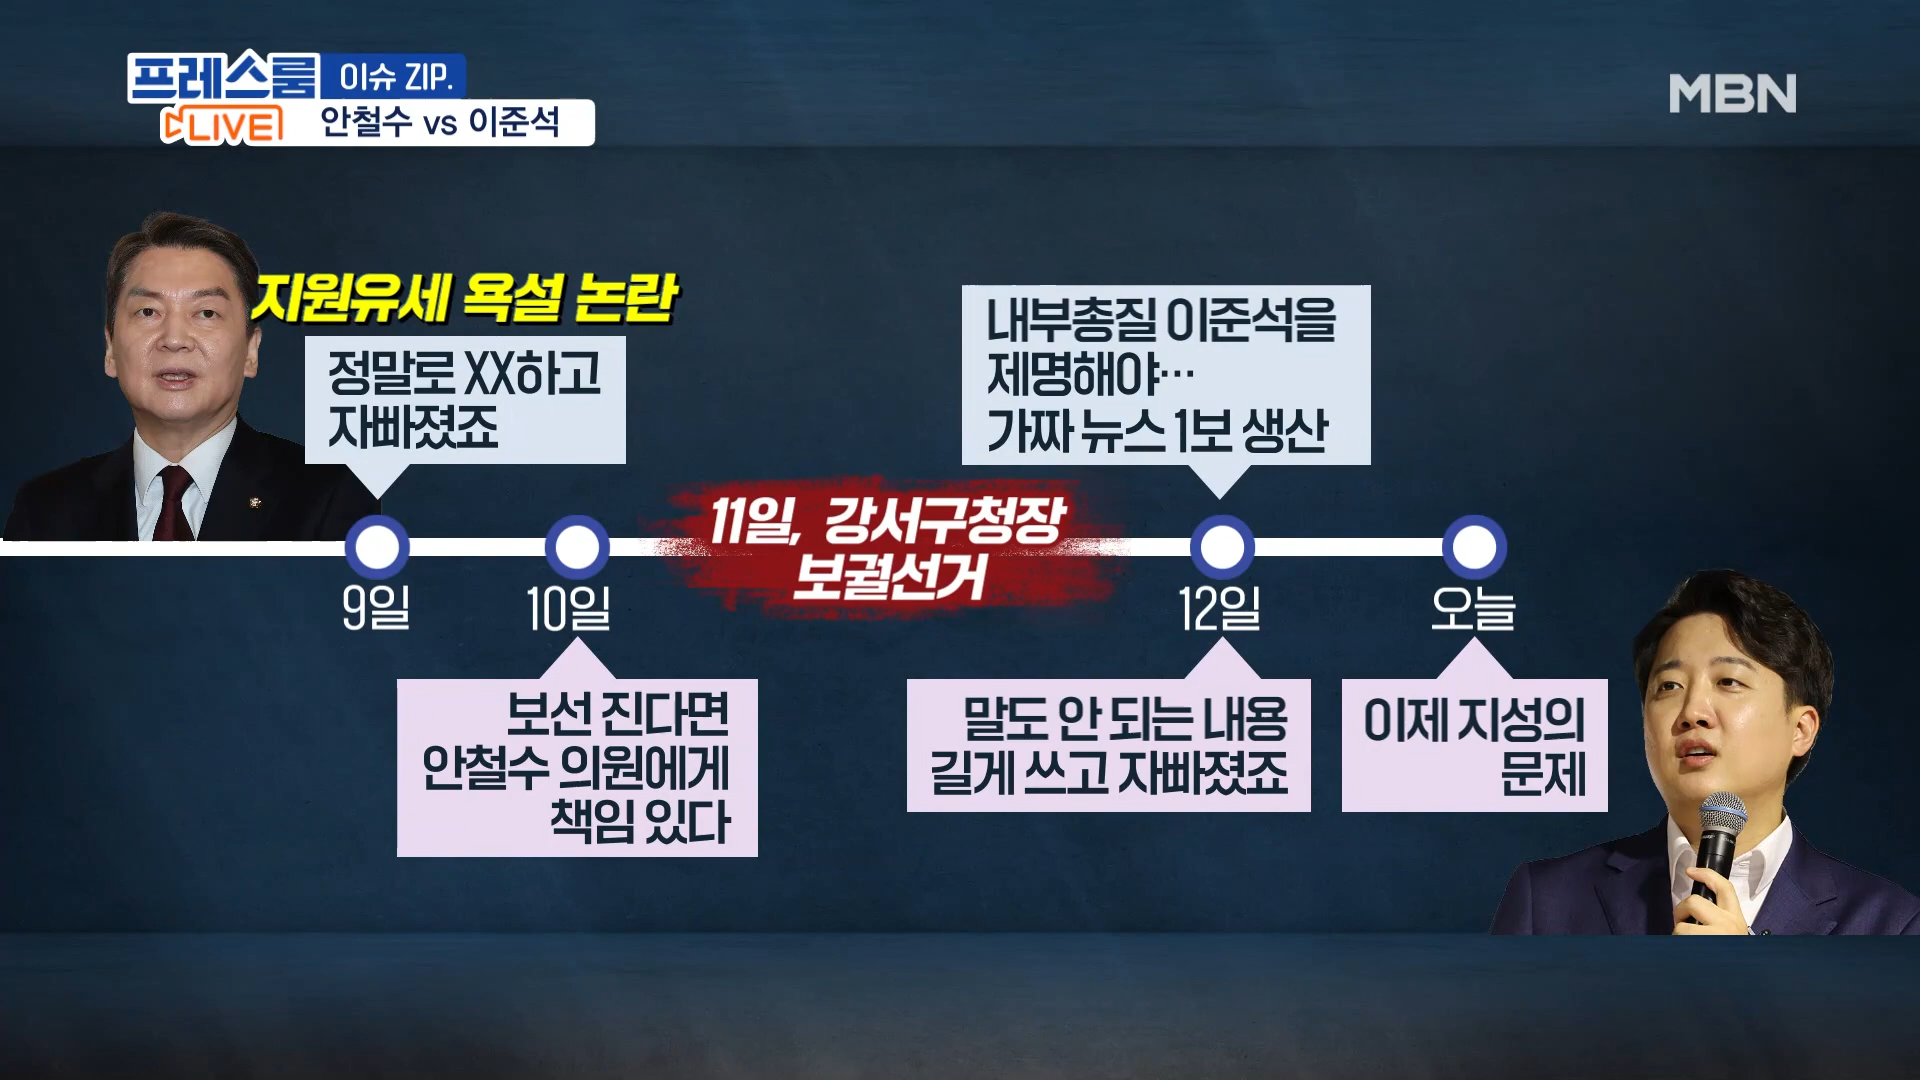 프레스룸
LIVE
이슈 ZIP.
안철수 vs 이준석
MBN
지원유세 욕설 논란
정말로 XX하고
자빠졌죠
내부총질 이준석을
제명해야…
가짜 뉴스 1보 생산
11일, 강서구청장
보궐선거
9일
10일
12일
오늘
보선 진다면
안철수 의원에게
책임 있다
말도 안 되는 내용
길게 쓰고 자빠졌죠
이제 지성의
문제